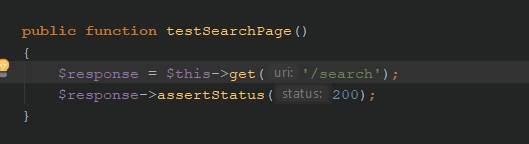 public function testSearchPage()
{
$response = $this->get( uri: '/search');
$response->assertStatus( status: 200);
}